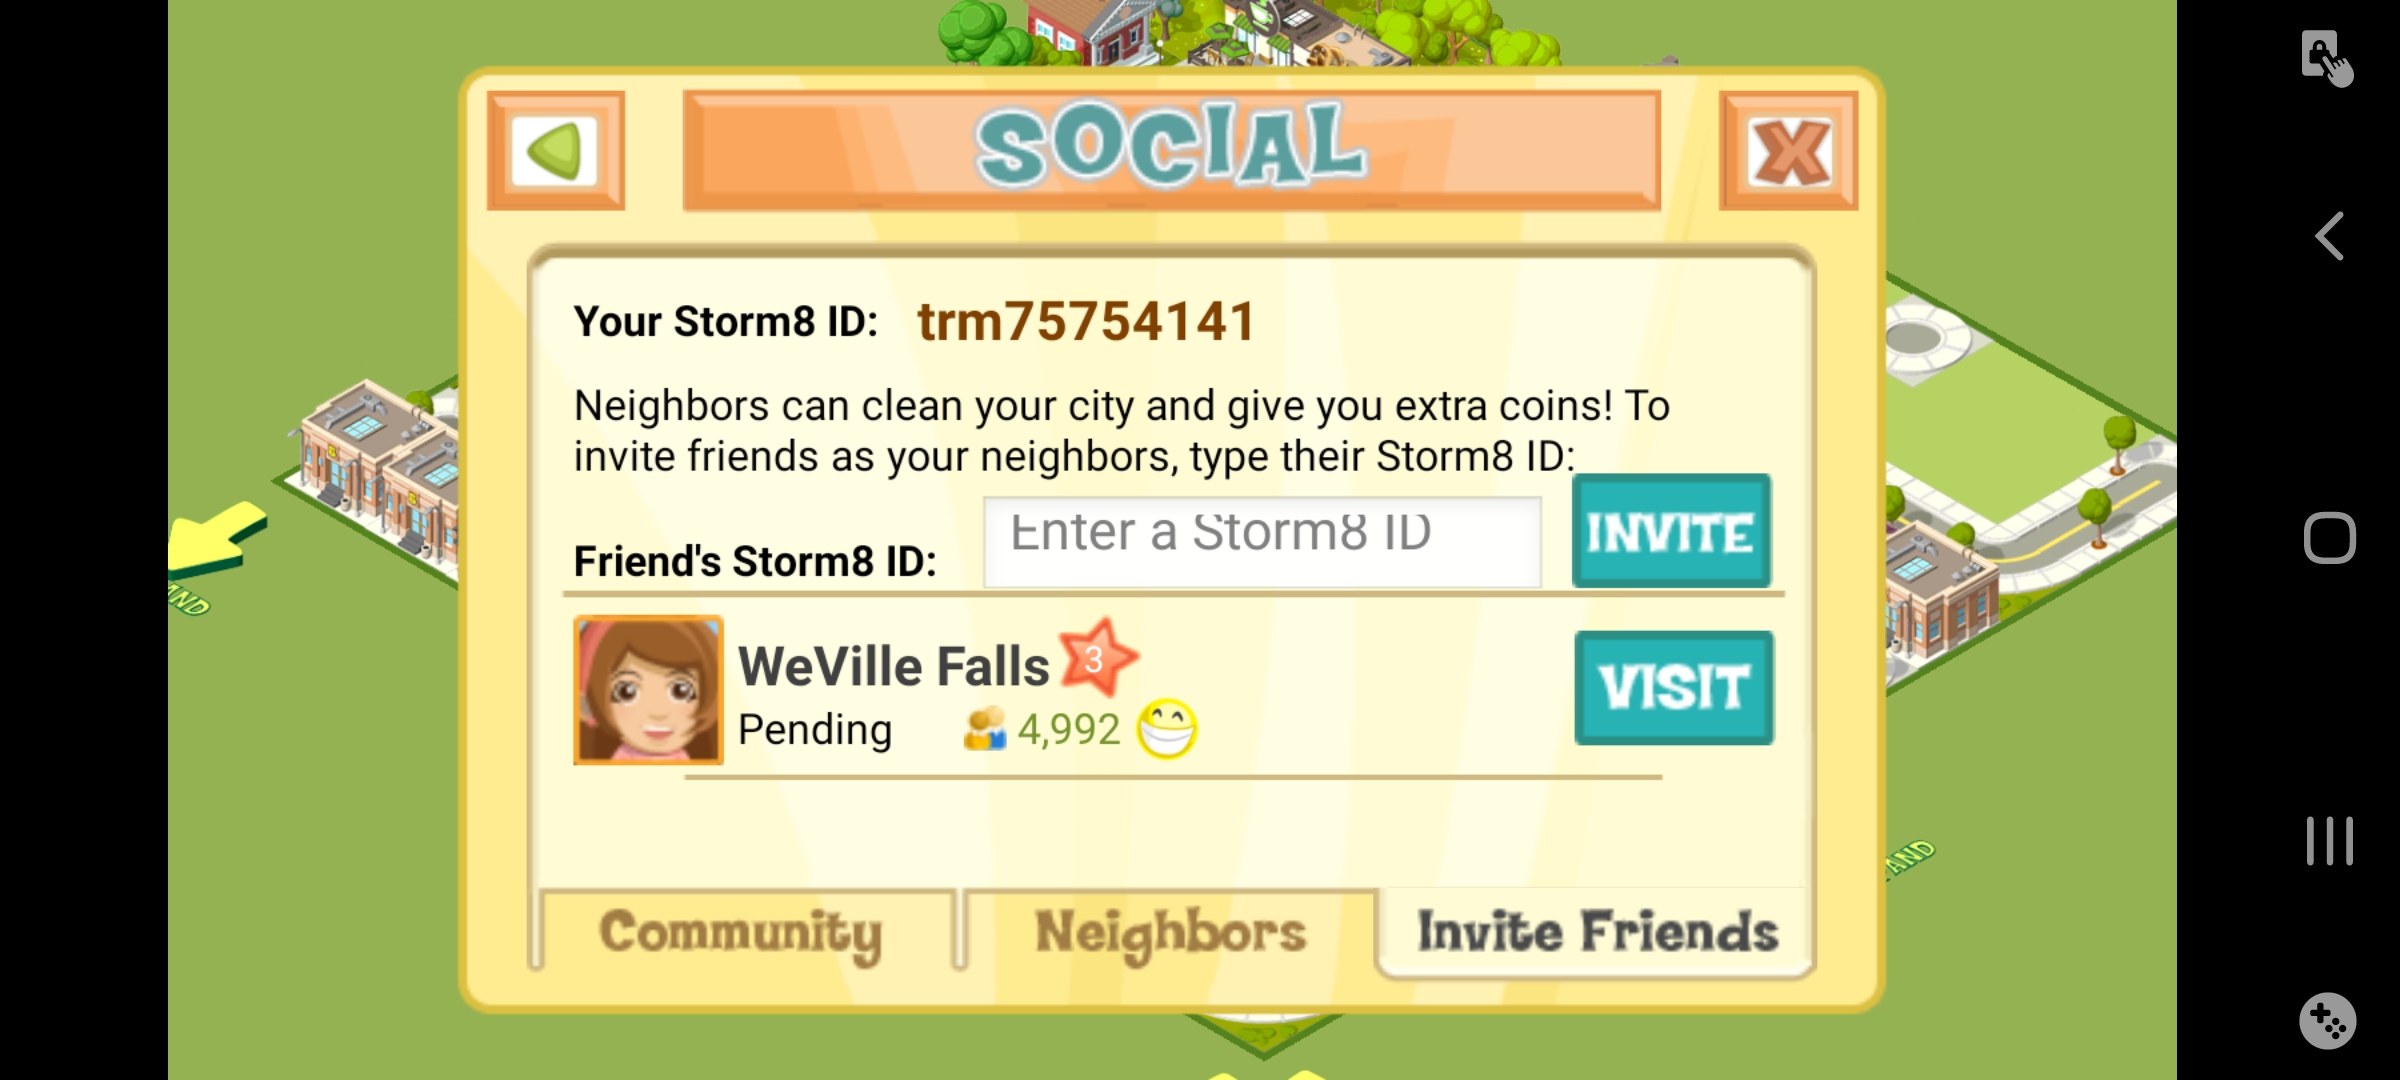 SOCIAL
Your Storm8 ID: trm75754141
Neighbors can clean your city and give you extra coins! To
invite friends as your neighbors, type their Storm8 ID:
Friend's Storm8 ID: Enter a Storm8 ID INVITE
WeVille Falls 3
Pending 4,992 VISIT
Community Neighbors Invite Friends